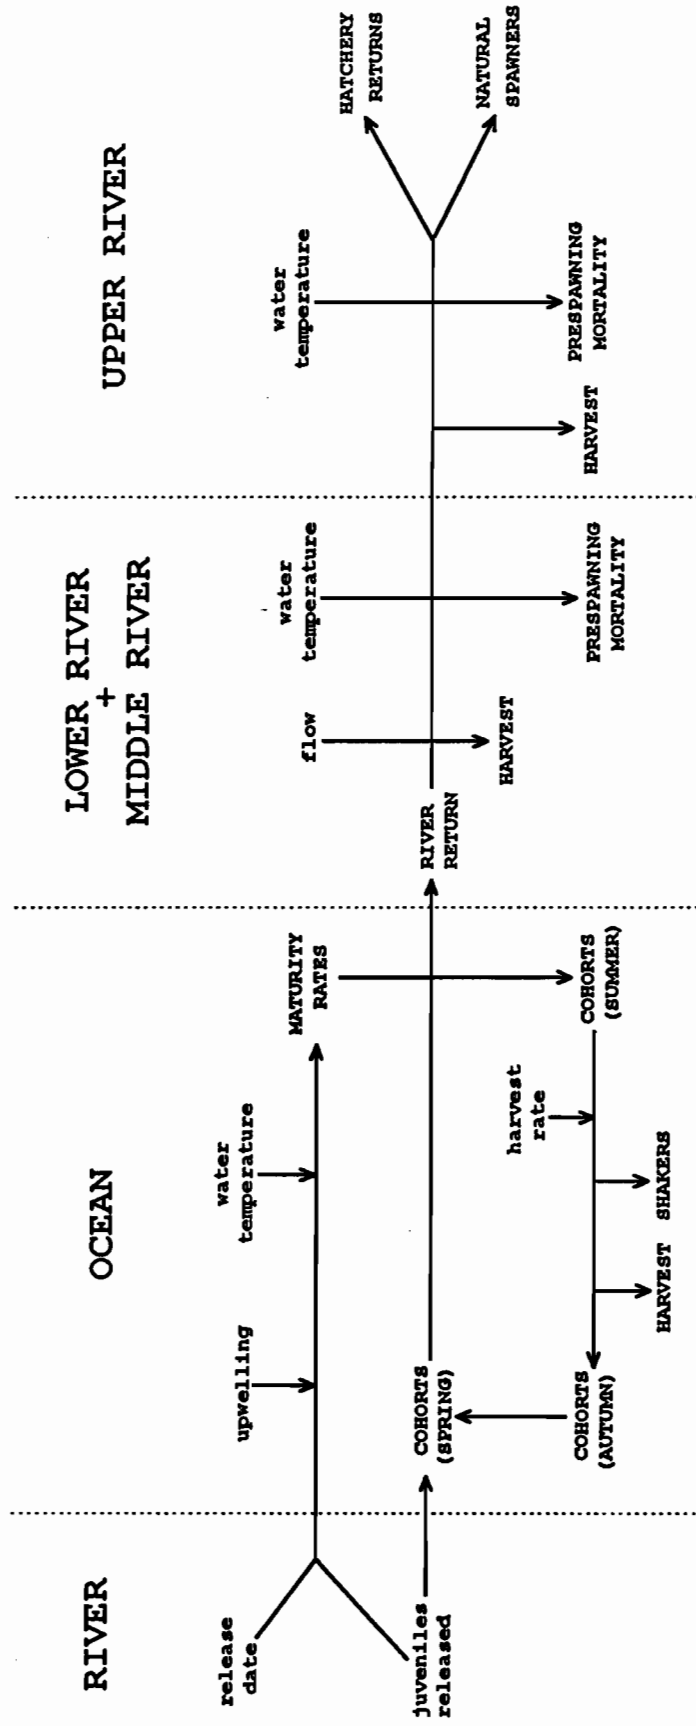 RIVER
OCEAN
LOWER RIVER
+
MIDDLE RIVER
UPPER RIVER
release
date
juveniles
released
upwelling
water
temperature
MATURITY
RATES
COHORTS
(SPRING)
COHORTS
(AUTUMN)
harvest
rate
HARVEST
SHAKERS
COHORTS
(SUMMER)
RIVER
RETURN
flow
HARVEST
water
temperature
PRESPAWNING
MORTALITY
HARVEST
water
temperature
PRESPAWNING
MORTALITY
HATCHERY
RETURNS
NATURAL
SPAWNERS